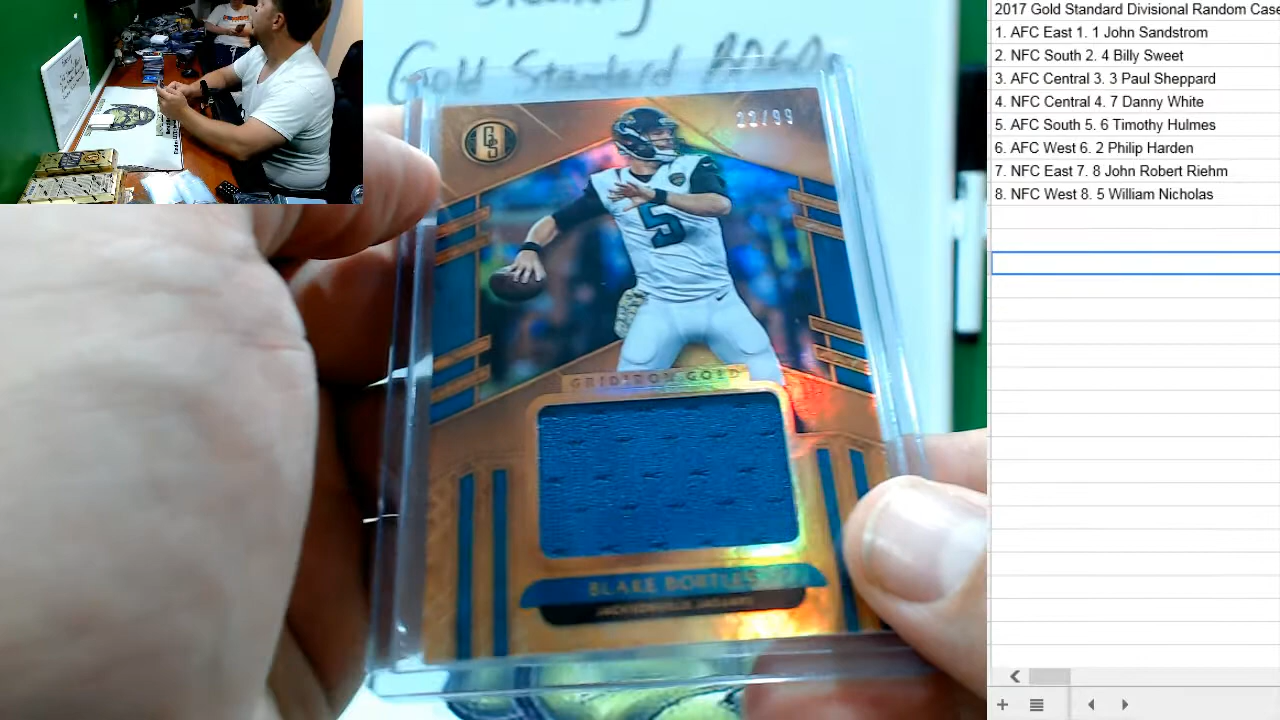 Gold Standard
GS
22/99
5
GRIDIRON GOLD
BLAKE BORTLES
JACKSONVILLE JAGUARS
2017 Gold Standard Divisional Random Case
1. AFC East 1. 1 John Sandstrom
2. NFC South 2. 4 Billy Sweet
3. AFC Central 3. 3 Paul Sheppard
4. NFC Central 4. 7 Danny White
5. AFC South 5. 6 Timothy Hulmes
6. AFC West 6. 2 Philip Harden
7. NFC East 7. 8 John Robert Riehm
8. NFC West 8. 5 William Nicholas